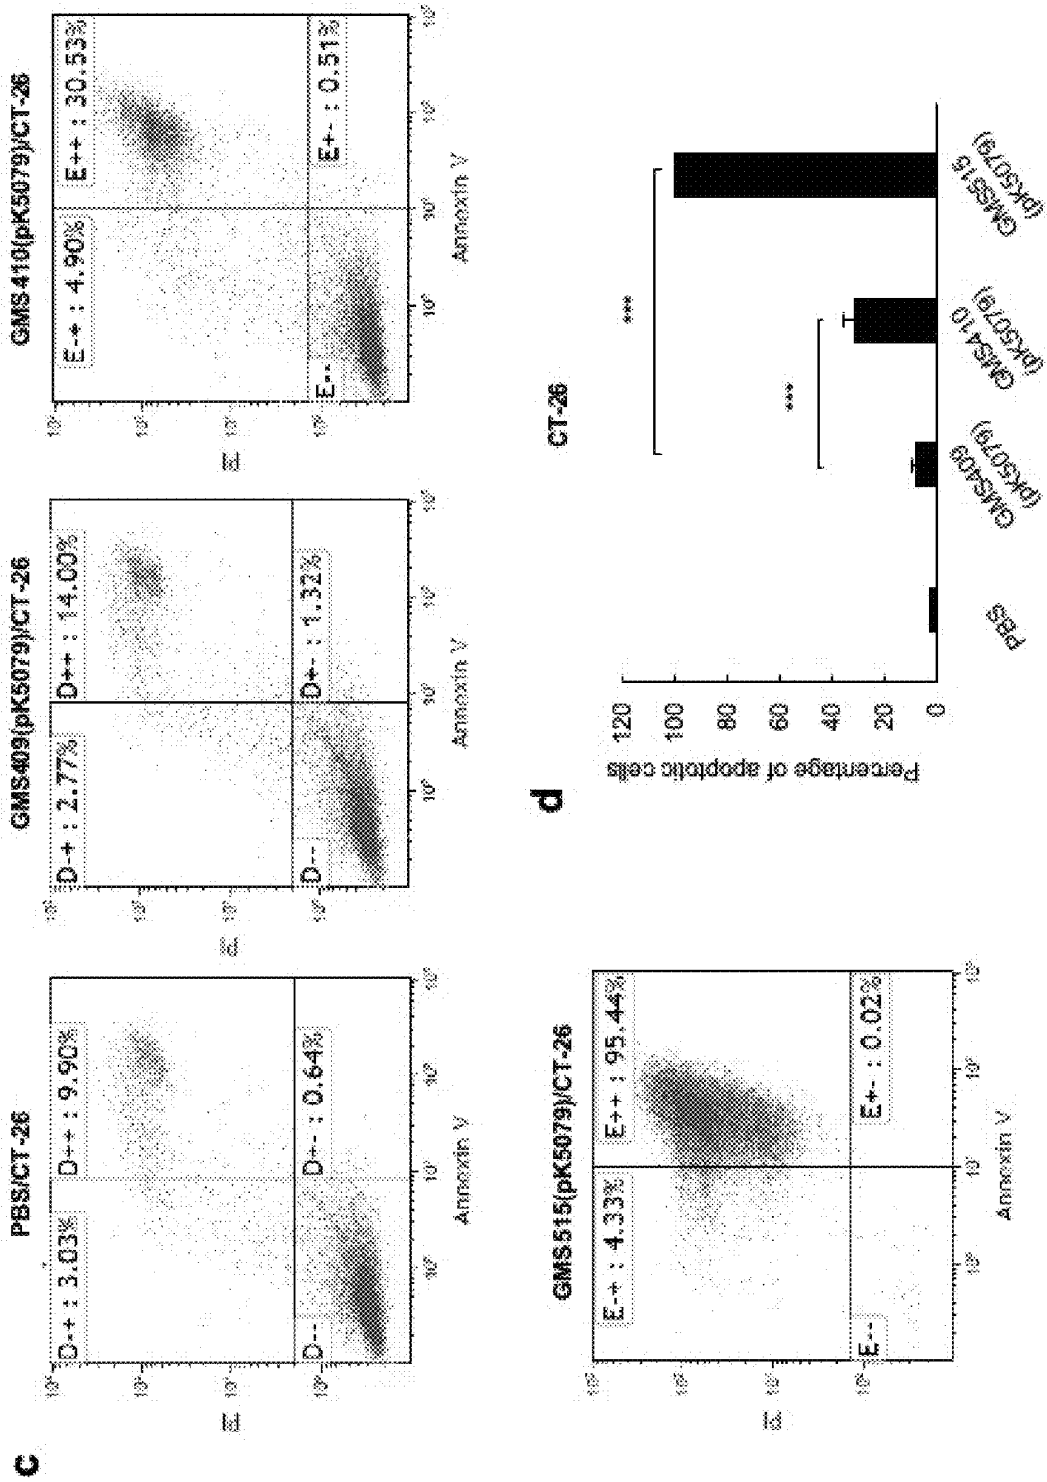 c
PBS/CT-26
D-+ : 3.03%
D++ : 9.90%
D--
D+- : 0.64%
PI
Annexin V
GMS409(pK5079)/CT-26
D-+ : 2.77%
D++ : 14.00%
D--
D+- : 1.32%
PI
Annexin V
GMS410(pK5079)/CT-26
E-+ : 4.90%
E++ : 30.53%
E--
E+- : 0.51%
PI
Annexin V
GMS515(pK5079)/CT-26
E-+ : 4.33%
E++ : 95.44%
E--
E+- : 0.02%
PI
Annexin V
d
CT-26
***
***
Percentage of apoptotic cells
120
100
80
60
40
20
0
PBS
GMS409
(pK5079)
GMS410
(pK5079)
GMS515
(pK5079)